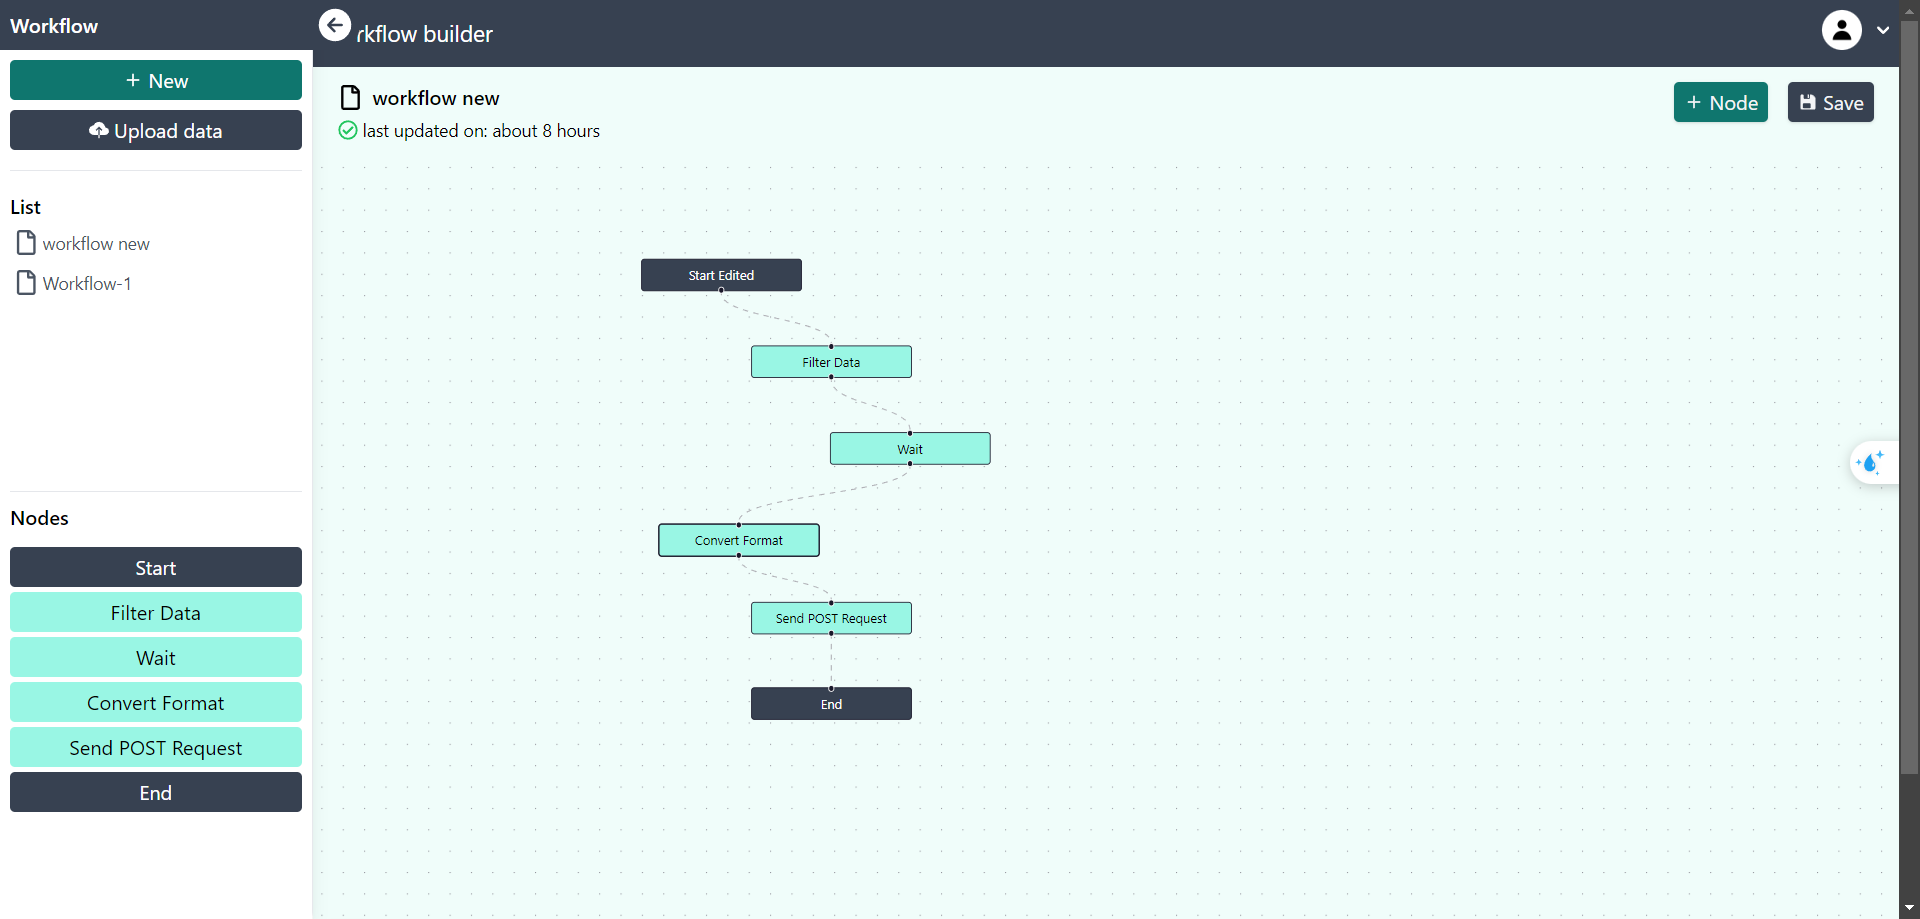 Workflow
+ New
Upload data
List
workflow new
Workflow-1
Nodes
Start
Filter Data
Wait
Convert Format
Send POST Request
End
rkflow builder
workflow new
last updated on: about 8 hours
+ Node
Save
Start Edited
Filter Data
Wait
Convert Format
Send POST Request
End